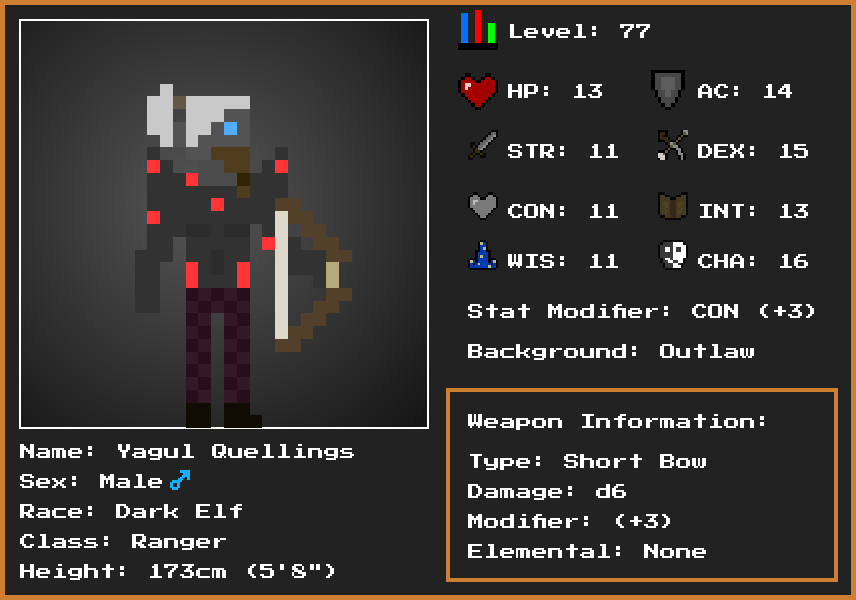 Level: 77
HP: 13
AC: 14
STR: 11
DEX: 15
CON: 11
INT: 13
WIS: 11
CHA: 16
Stat Modifier: CON (+3)
Background: Outlaw
Weapon Information:
Type: Short Bow
Damage: d6
Modifier: (+3)
Elemental: None
Name: Yagul Quellings
Sex: Male♂
Race: Dark Elf
Class: Ranger
Height: 173cm (5'8")